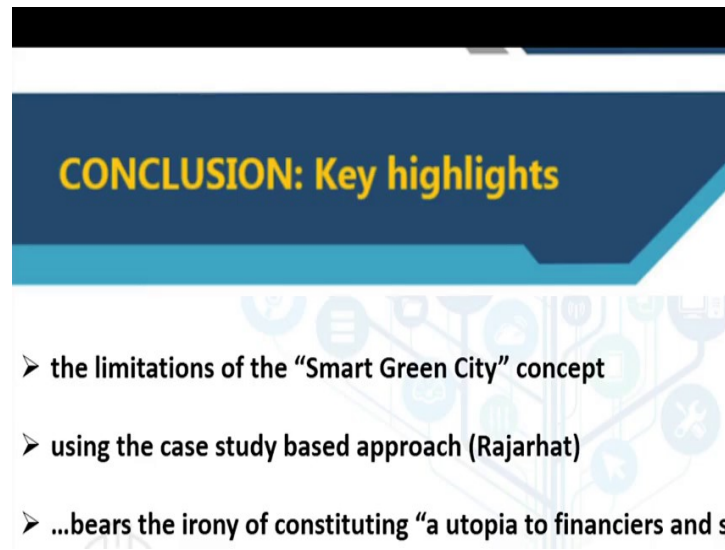 CONCLUSION: Key highlights
➢ the limitations of the “Smart Green City” concept
➢ using the case study based approach (Rajarhat)
➢ ...bears the irony of constituting “a utopia to financiers and